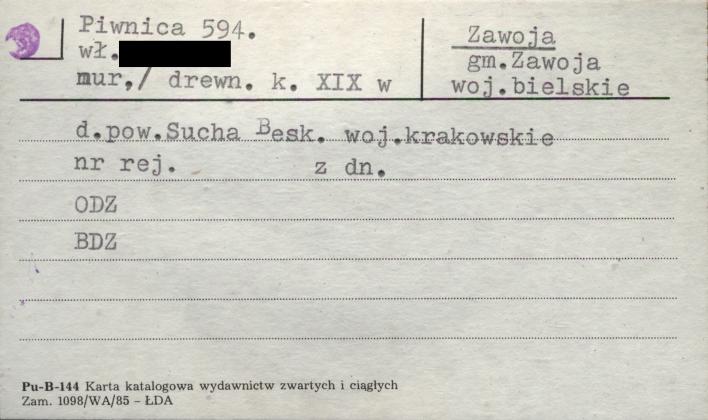 Piwnica 594.
wł.
mur,/ drewn. k. XIX w
Zawoja
gm.Zawoja
woj.bielskie
d.pow.Sucha Besk. woj.krakowskie
nr rej. z dn.
ODZ
BDZ
Pu-B-144 Karta katalogowa wydawnictw zwartych i ciągłych
Zam. 1098/WA/85 – ŁDA